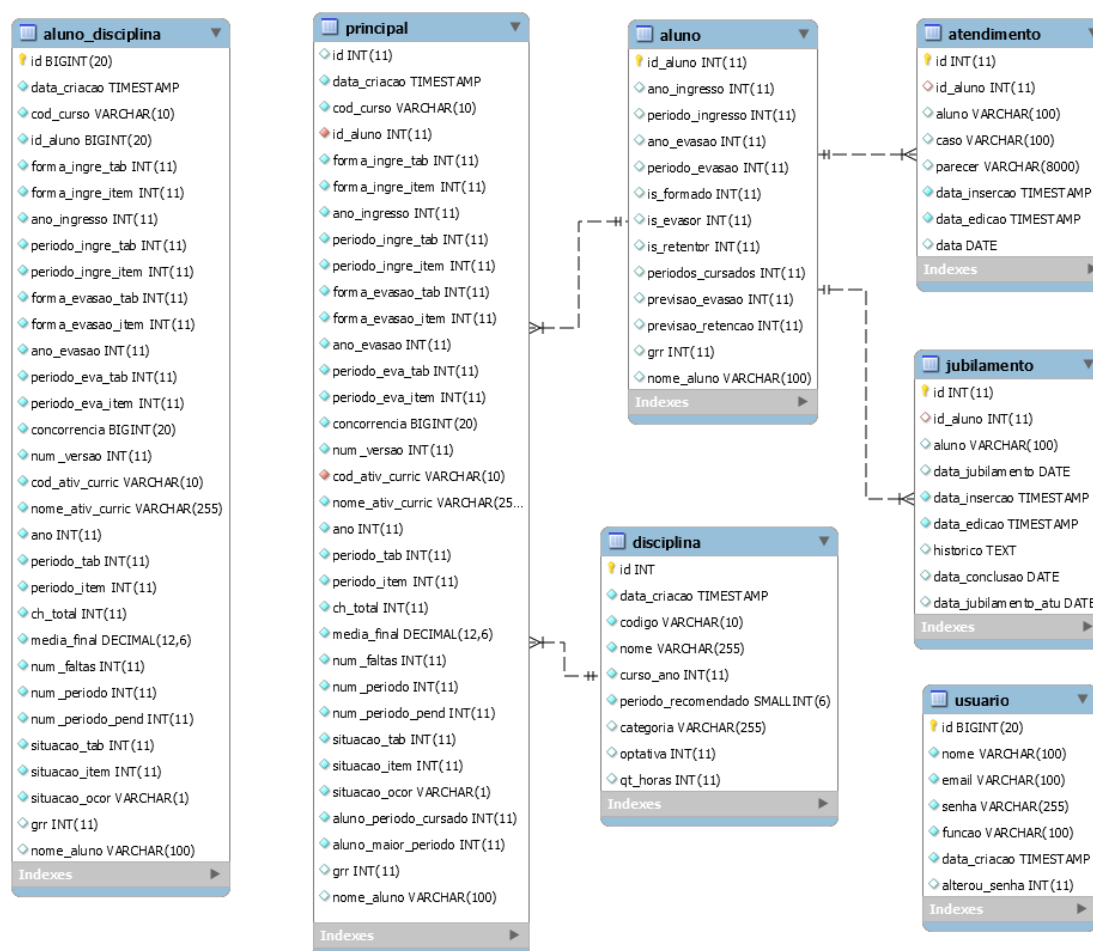 aluno_disciplina
id BIGINT(20)
data_criacao TIMESTAMP
cod_curso VARCHAR(10)
id_aluno BIGINT(20)
forma_ingre_tab INT(11)
forma_ingre_item INT(11)
ano_ingresso INT(11)
periodo_ingre_tab INT(11)
periodo_ingre_item INT(11)
forma_evasao_tab INT(11)
forma_evasao_item INT(11)
ano_evasao INT(11)
periodo_eva_tab INT(11)
periodo_eva_item INT(11)
concorrencia BIGINT(20)
num_versao INT(11)
cod_ativ_curric VARCHAR(10)
nome_ativ_curric VARCHAR(255)
ano INT(11)
periodo_tab INT(11)
periodo_item INT(11)
ch_total INT(11)
media_final DECIMAL(12,6)
num_faltas INT(11)
num_periodo INT(11)
num_periodo_pend INT(11)
situacao_tab INT(11)
situacao_item INT(11)
situacao_ocor VARCHAR(1)
grr INT(11)
nome_aluno VARCHAR(100)
Indexes
principal
id INT(11)
data_criacao TIMESTAMP
cod_curso VARCHAR(10)
id_aluno INT(11)
forma_ingre_tab INT(11)
forma_ingre_item INT(11)
ano_ingresso INT(11)
periodo_ingre_tab INT(11)
periodo_ingre_item INT(11)
forma_evasao_tab INT(11)
forma_evasao_item INT(11)
ano_evasao INT(11)
periodo_eva_tab INT(11)
periodo_eva_item INT(11)
concorrencia BIGINT(20)
num_versao INT(11)
cod_ativ_curric VARCHAR(10)
nome_ativ_curric VARCHAR(25...
ano INT(11)
periodo_tab INT(11)
periodo_item INT(11)
ch_total INT(11)
media_final DECIMAL(12,6)
num_faltas INT(11)
num_periodo INT(11)
num_periodo_pend INT(11)
situacao_tab INT(11)
situacao_item INT(11)
situacao_ocor VARCHAR(1)
aluno_periodo_cursado INT(11)
aluno_maior_periodo INT(11)
grr INT(11)
nome_aluno VARCHAR(100)
Indexes
aluno
id_aluno INT(11)
ano_ingresso INT(11)
periodo_ingresso INT(11)
ano_evasao INT(11)
periodo_evasao INT(11)
is_formado INT(11)
is_evasor INT(11)
is_retentor INT(11)
periodos_cursados INT(11)
previsao_evasao INT(11)
previsao_retencao INT(11)
grr INT(11)
nome_aluno VARCHAR(100)
Indexes
disciplina
id INT
data_criacao TIMESTAMP
codigo VARCHAR(10)
nome VARCHAR(255)
curso_ano INT(11)
periodo_recomendado SMALLINT(6)
categoria VARCHAR(255)
optativa INT(11)
qt_horas INT(11)
Indexes
atendimento
id INT(11)
id_aluno INT(11)
aluno VARCHAR(100)
caso VARCHAR(100)
parecer VARCHAR(8000)
data_insercao TIMESTAMP
data_edicao TIMESTAMP
data DATE
Indexes
jubilamento
id INT(11)
id_aluno INT(11)
aluno VARCHAR(100)
data_jubilamento DATE
data_insercao TIMESTAMP
data_edicao TIMESTAMP
historico TEXT
data_conclusao DATE
data_jubilamento_atu DATE
Indexes
usuario
id BIGINT(20)
nome VARCHAR(100)
email VARCHAR(100)
senha VARCHAR(255)
funcao VARCHAR(100)
data_criacao TIMESTAMP
alterou_senha INT(11)
Indexes